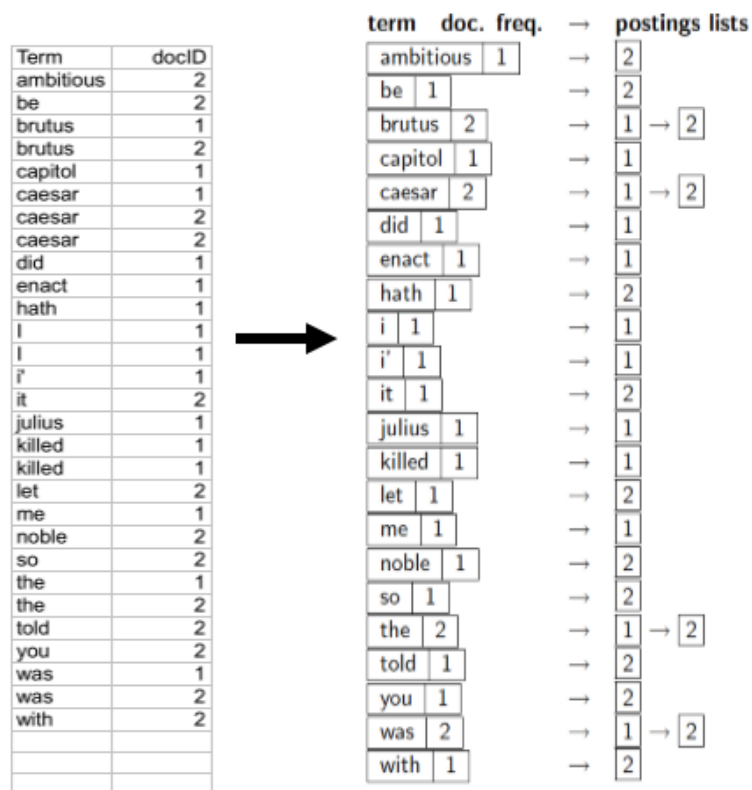 Term docID
ambitious 2
be 2
brutus 1
brutus 2
capitol 1
caesar 1
caesar 2
caesar 2
did 1
enact 1
hath 1
I 1
I 1
i' 1
it 2
julius 1
killed 1
killed 1
let 2
me 1
noble 2
so 2
the 1
the 2
told 2
you 2
was 1
was 2
with 2
term doc. freq. → postings lists
ambitious 1 → 2
be 1 → 2
brutus 2 → 1 → 2
capitol 1 → 1
caesar 2 → 1 → 2
did 1 → 1
enact 1 → 1
hath 1 → 2
i 1 → 1
i' 1 → 1
it 1 → 2
julius 1 → 1
killed 1 → 1
let 1 → 2
me 1 → 1
noble 1 → 2
so 1 → 2
the 2 → 1 → 2
told 1 → 2
you 1 → 2
was 2 → 1 → 2
with 1 → 2